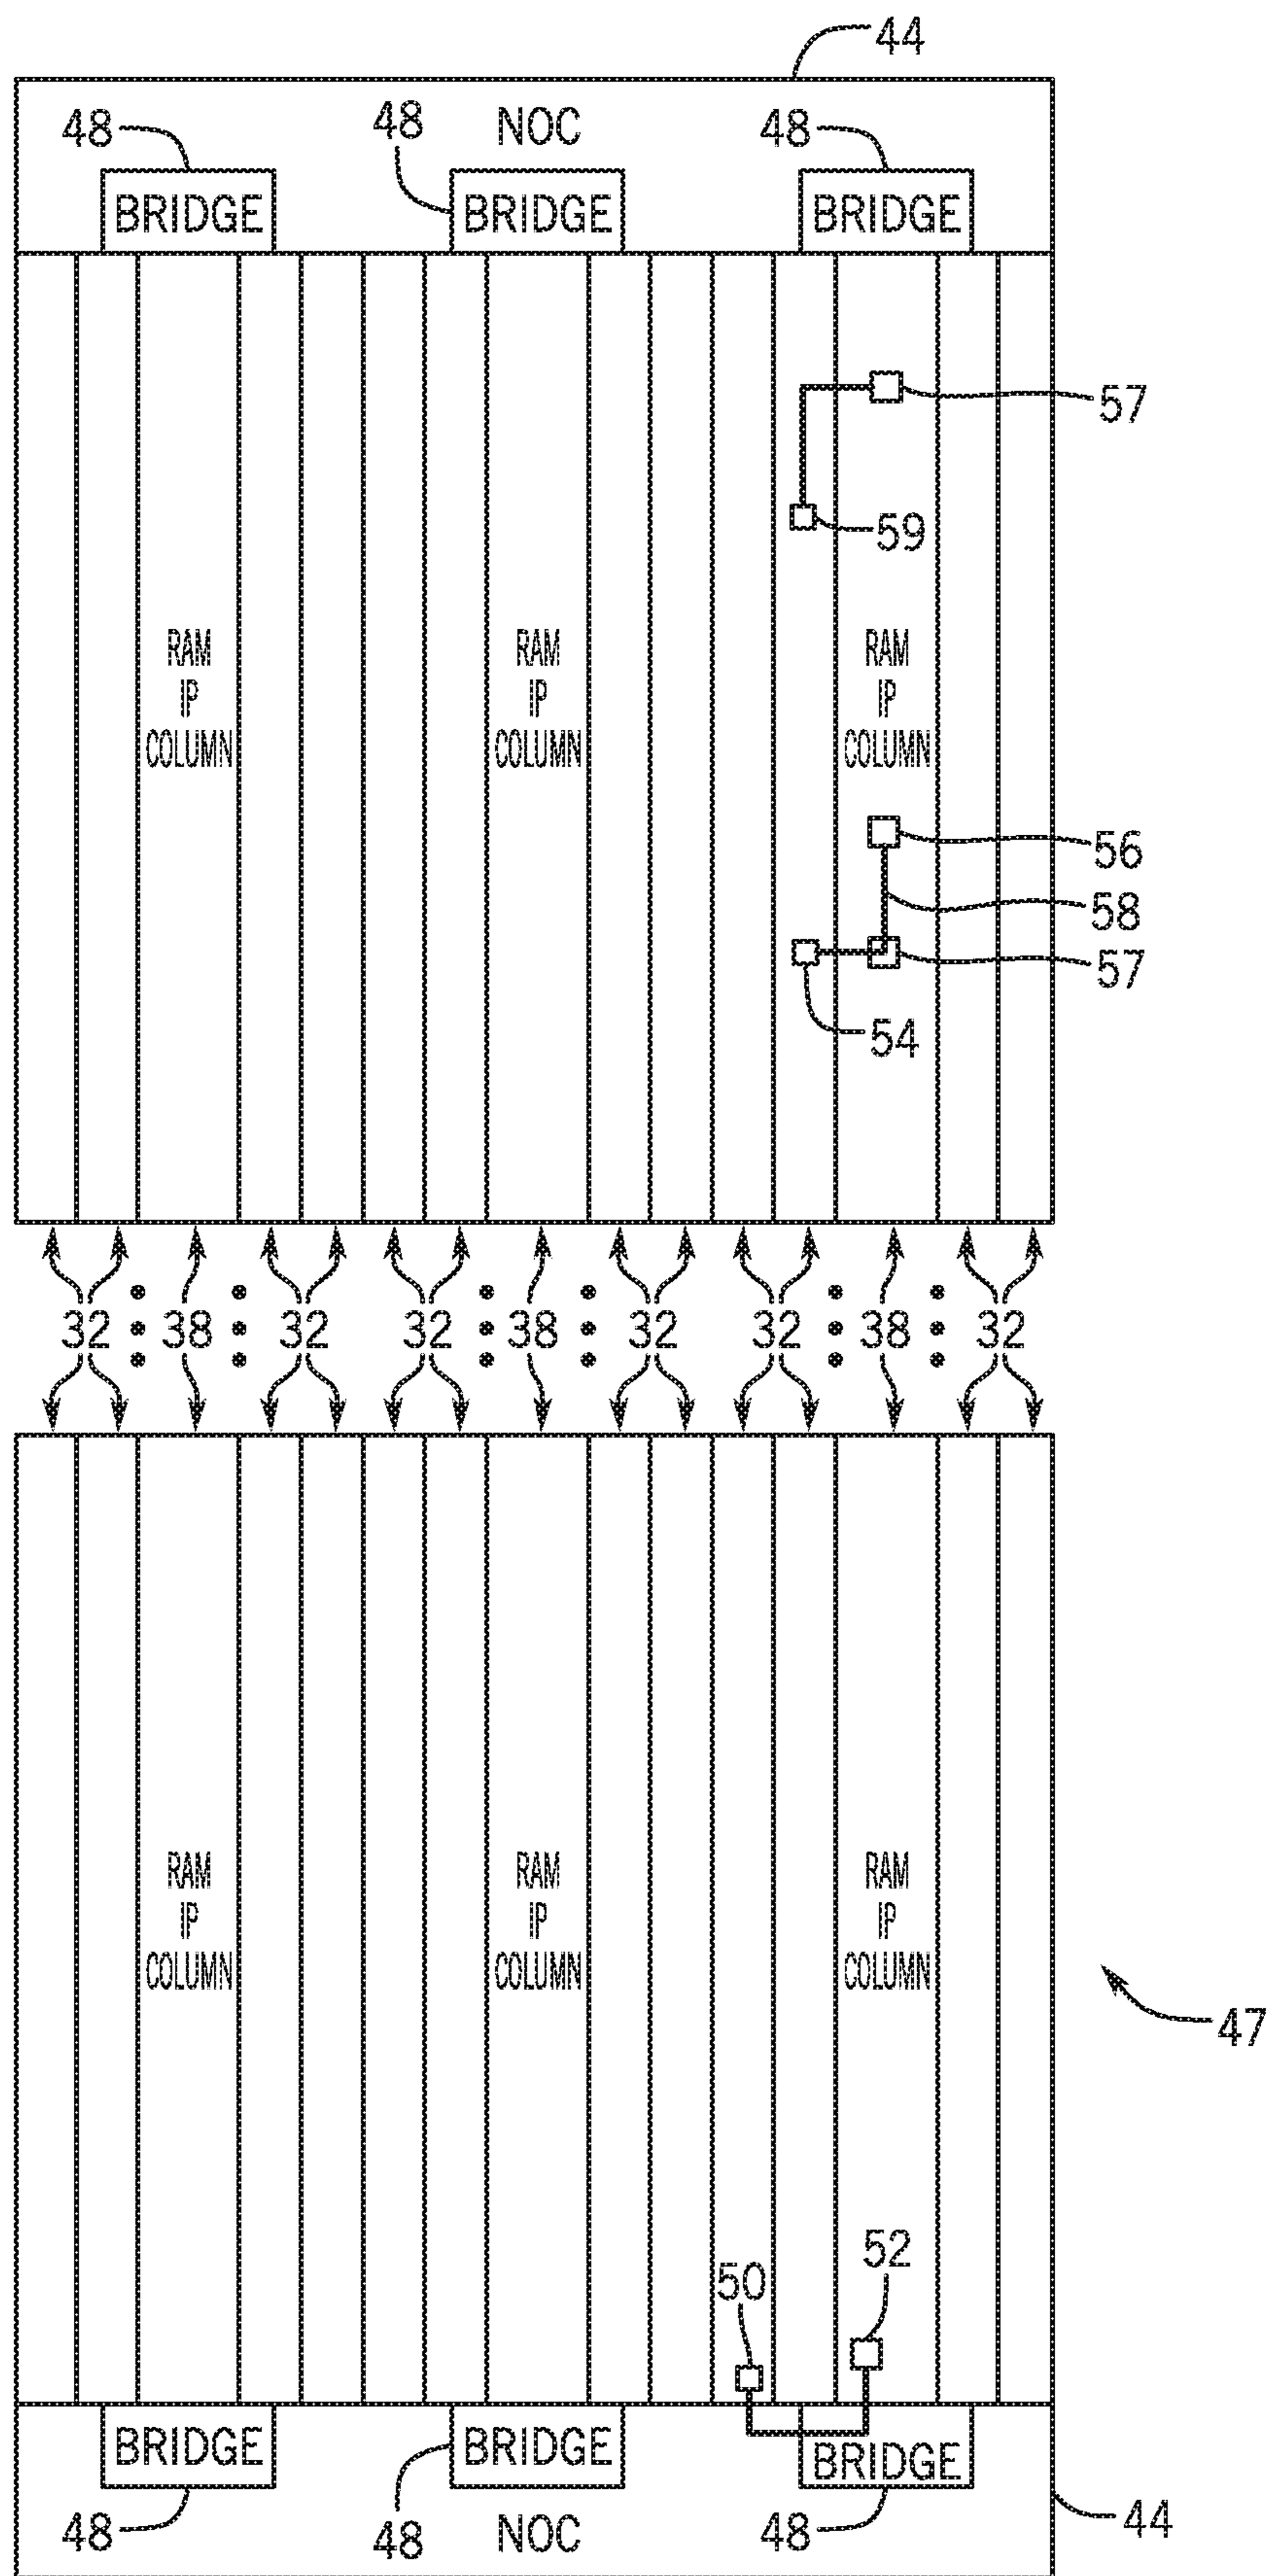 44
48 48 NOC 48
BRIDGE BRIDGE BRIDGE
57
59
RAM RAM RAM
IP IP IP
COLUMN COLUMN COLUMN
56
58
57
54
32 38 32 32 38 32 32 38 32
RAM RAM RAM
IP IP IP
COLUMN COLUMN COLUMN
47
52
50
BRIDGE BRIDGE BRIDGE
48 48 NOC 48 44